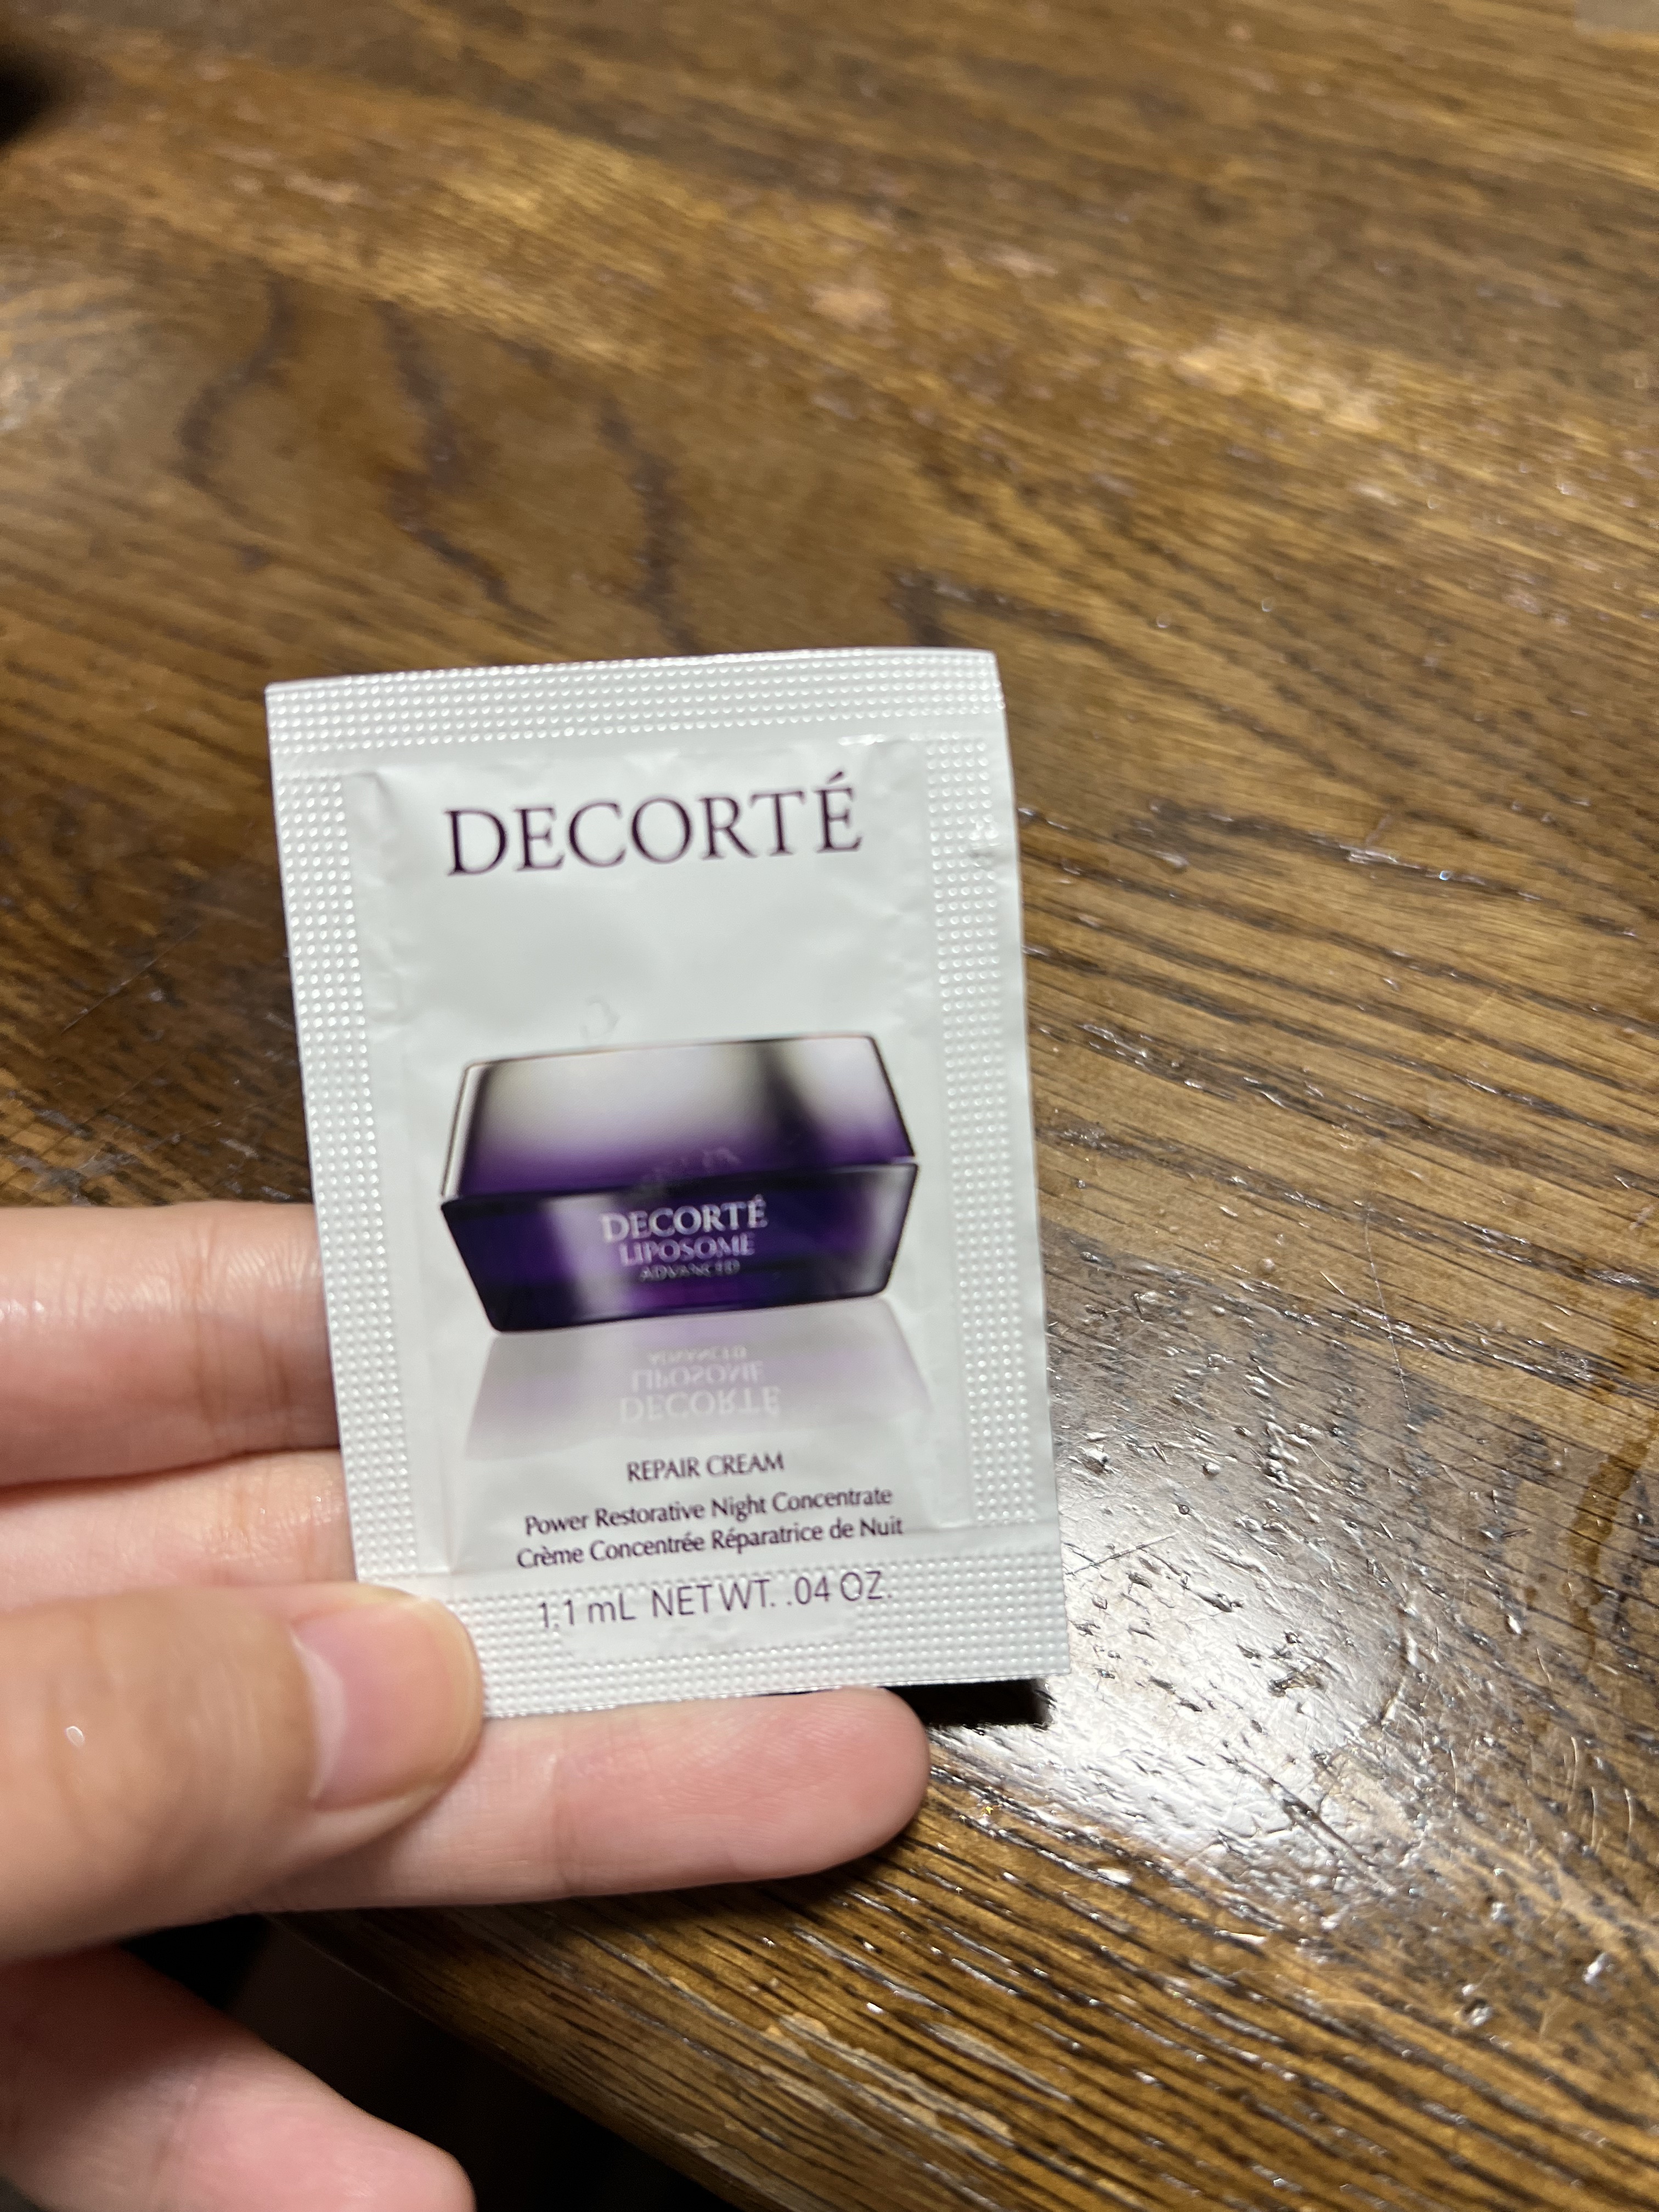 DECORTÉ
DECORTÉ
LIPOSOME
ADVANCED
REPAIR CREAM
Power Restorative Night Concentrate
Crème Concentrée Réparatrice de Nuit
1.1 mL NET WT. .04 OZ.